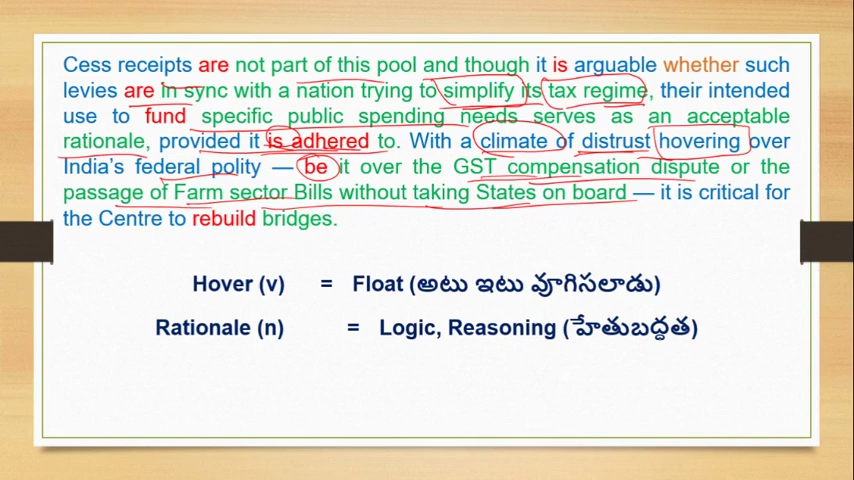 Cess receipts are not part of this pool and though it is arguable whether such
levies are in sync with a nation trying to simplify its tax regime, their intended
use to fund specific public spending needs serves as an acceptable
rationale, provided it is adhered to. With a climate of distrust hovering over
India's federal polity — be it over the GST compensation dispute or the
passage of Farm sector Bills without taking States on board — it is critical for
the Centre to rebuild bridges.
Hover (v) = Float (అటు ఇటు వూగిసలాడు)
Rationale (n) = Logic, Reasoning (హేతుబద్ధత)